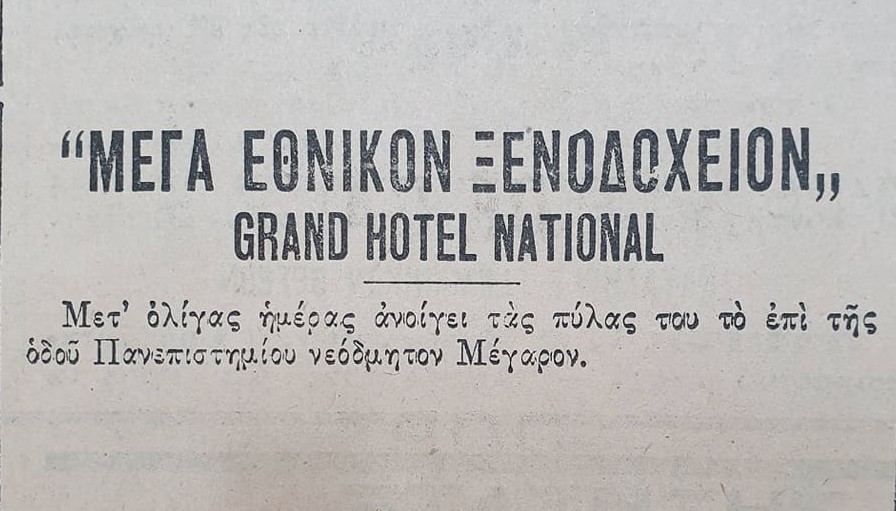 “ΜΕΓΑ ΕΘΝΙΚΟΝ ΞΕΝΟΔΟΧΕΙΟΝ„
GRAND HOTEL NATIONAL
Μετ’ ὀλίγας ἡμέρας ἀνοίγει τὰς πύλας του τὸ ἐπὶ τῆς
ὁδοῦ Πανεπιστημίου νεόδμητον Μέγαρον.